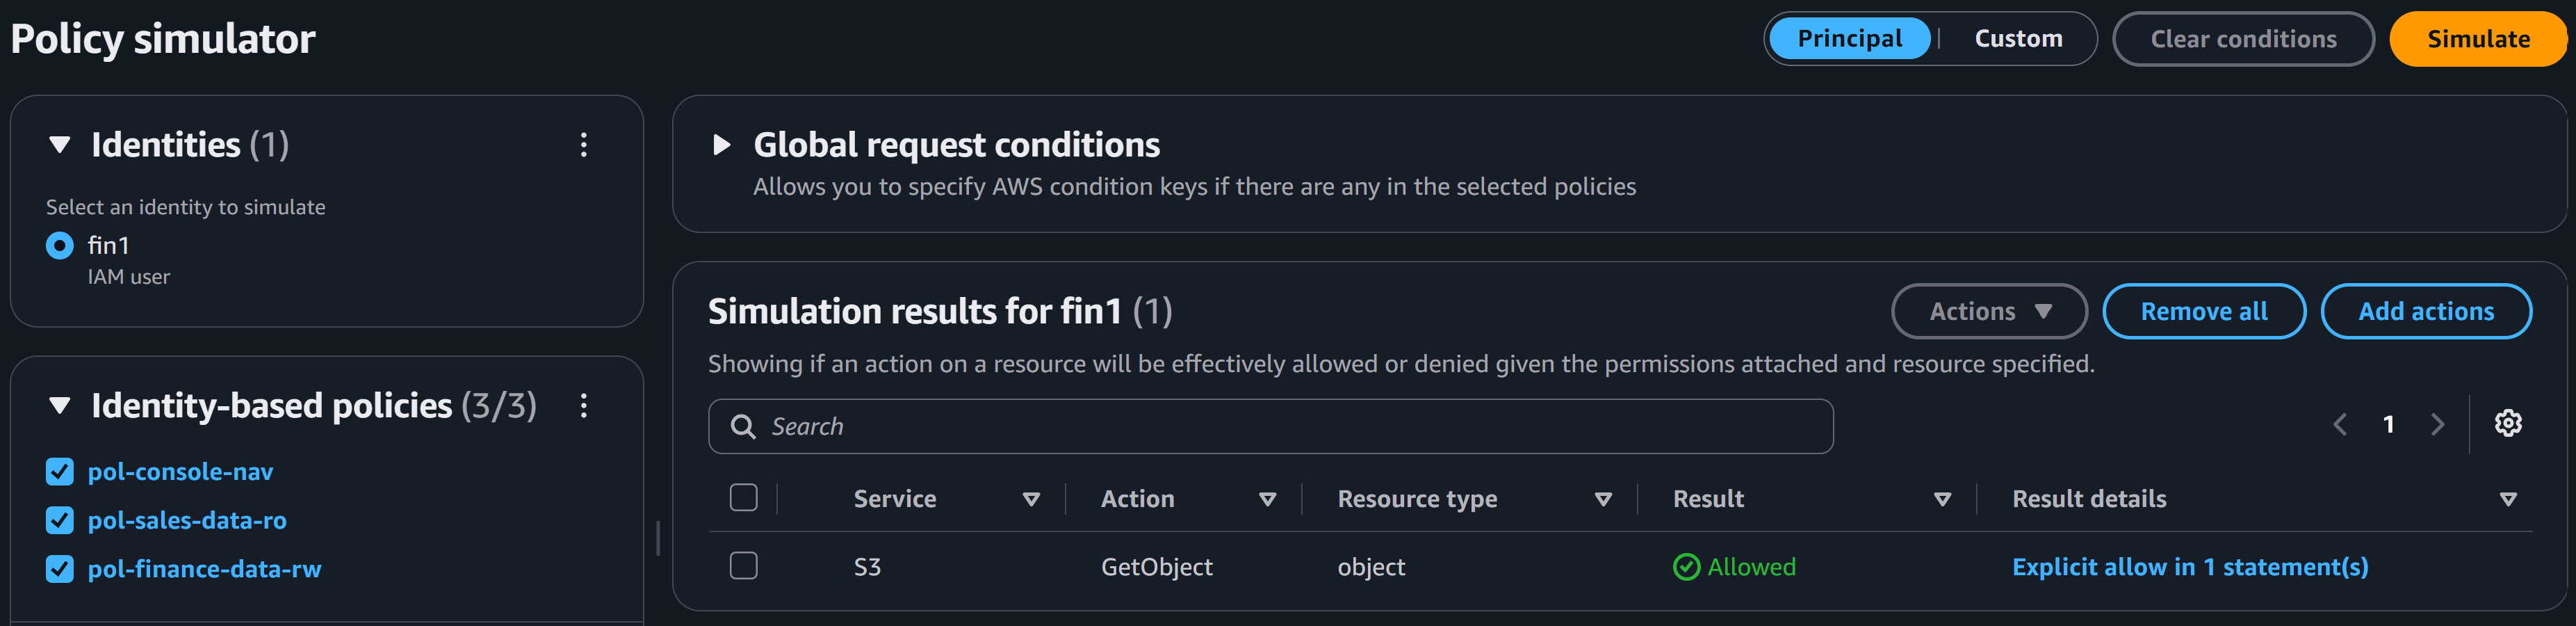 Policy simulator
Principal | Custom
Clear conditions
Simulate
Identities (1)
Select an identity to simulate
fin1
IAM user
Identity-based policies (3/3)
pol-console-nav
pol-sales-data-ro
pol-finance-data-rw
Global request conditions
Allows you to specify AWS condition keys if there are any in the selected policies
Simulation results for fin1 (1)
Actions
Remove all
Add actions
Showing if an action on a resource will be effectively allowed or denied given the permissions attached and resource specified.
Search
1
Service Action Resource type Result Result details
S3 GetObject object Allowed Explicit allow in 1 statement(s)